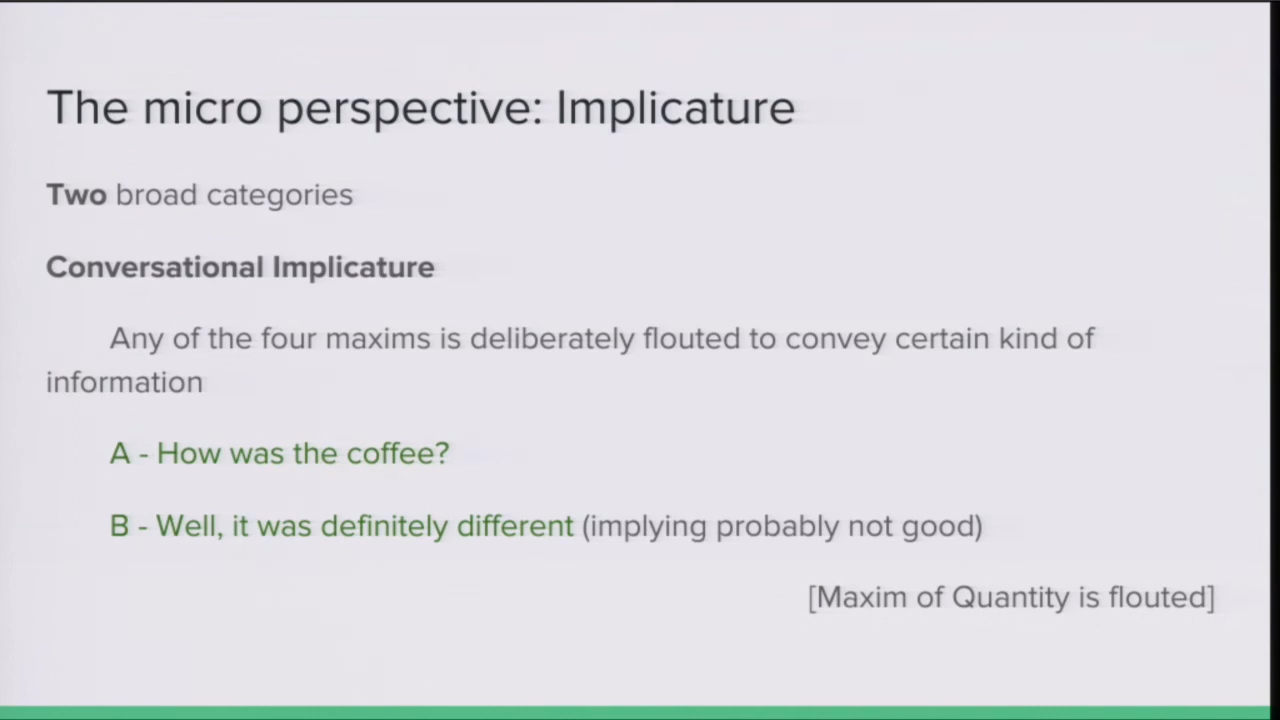 The micro perspective: Implicature
Two broad categories
Conversational Implicature
Any of the four maxims is deliberately flouted to convey certain kind of
information
A - How was the coffee?
B - Well, it was definitely different (implying probably not good)
[Maxim of Quantity is flouted]